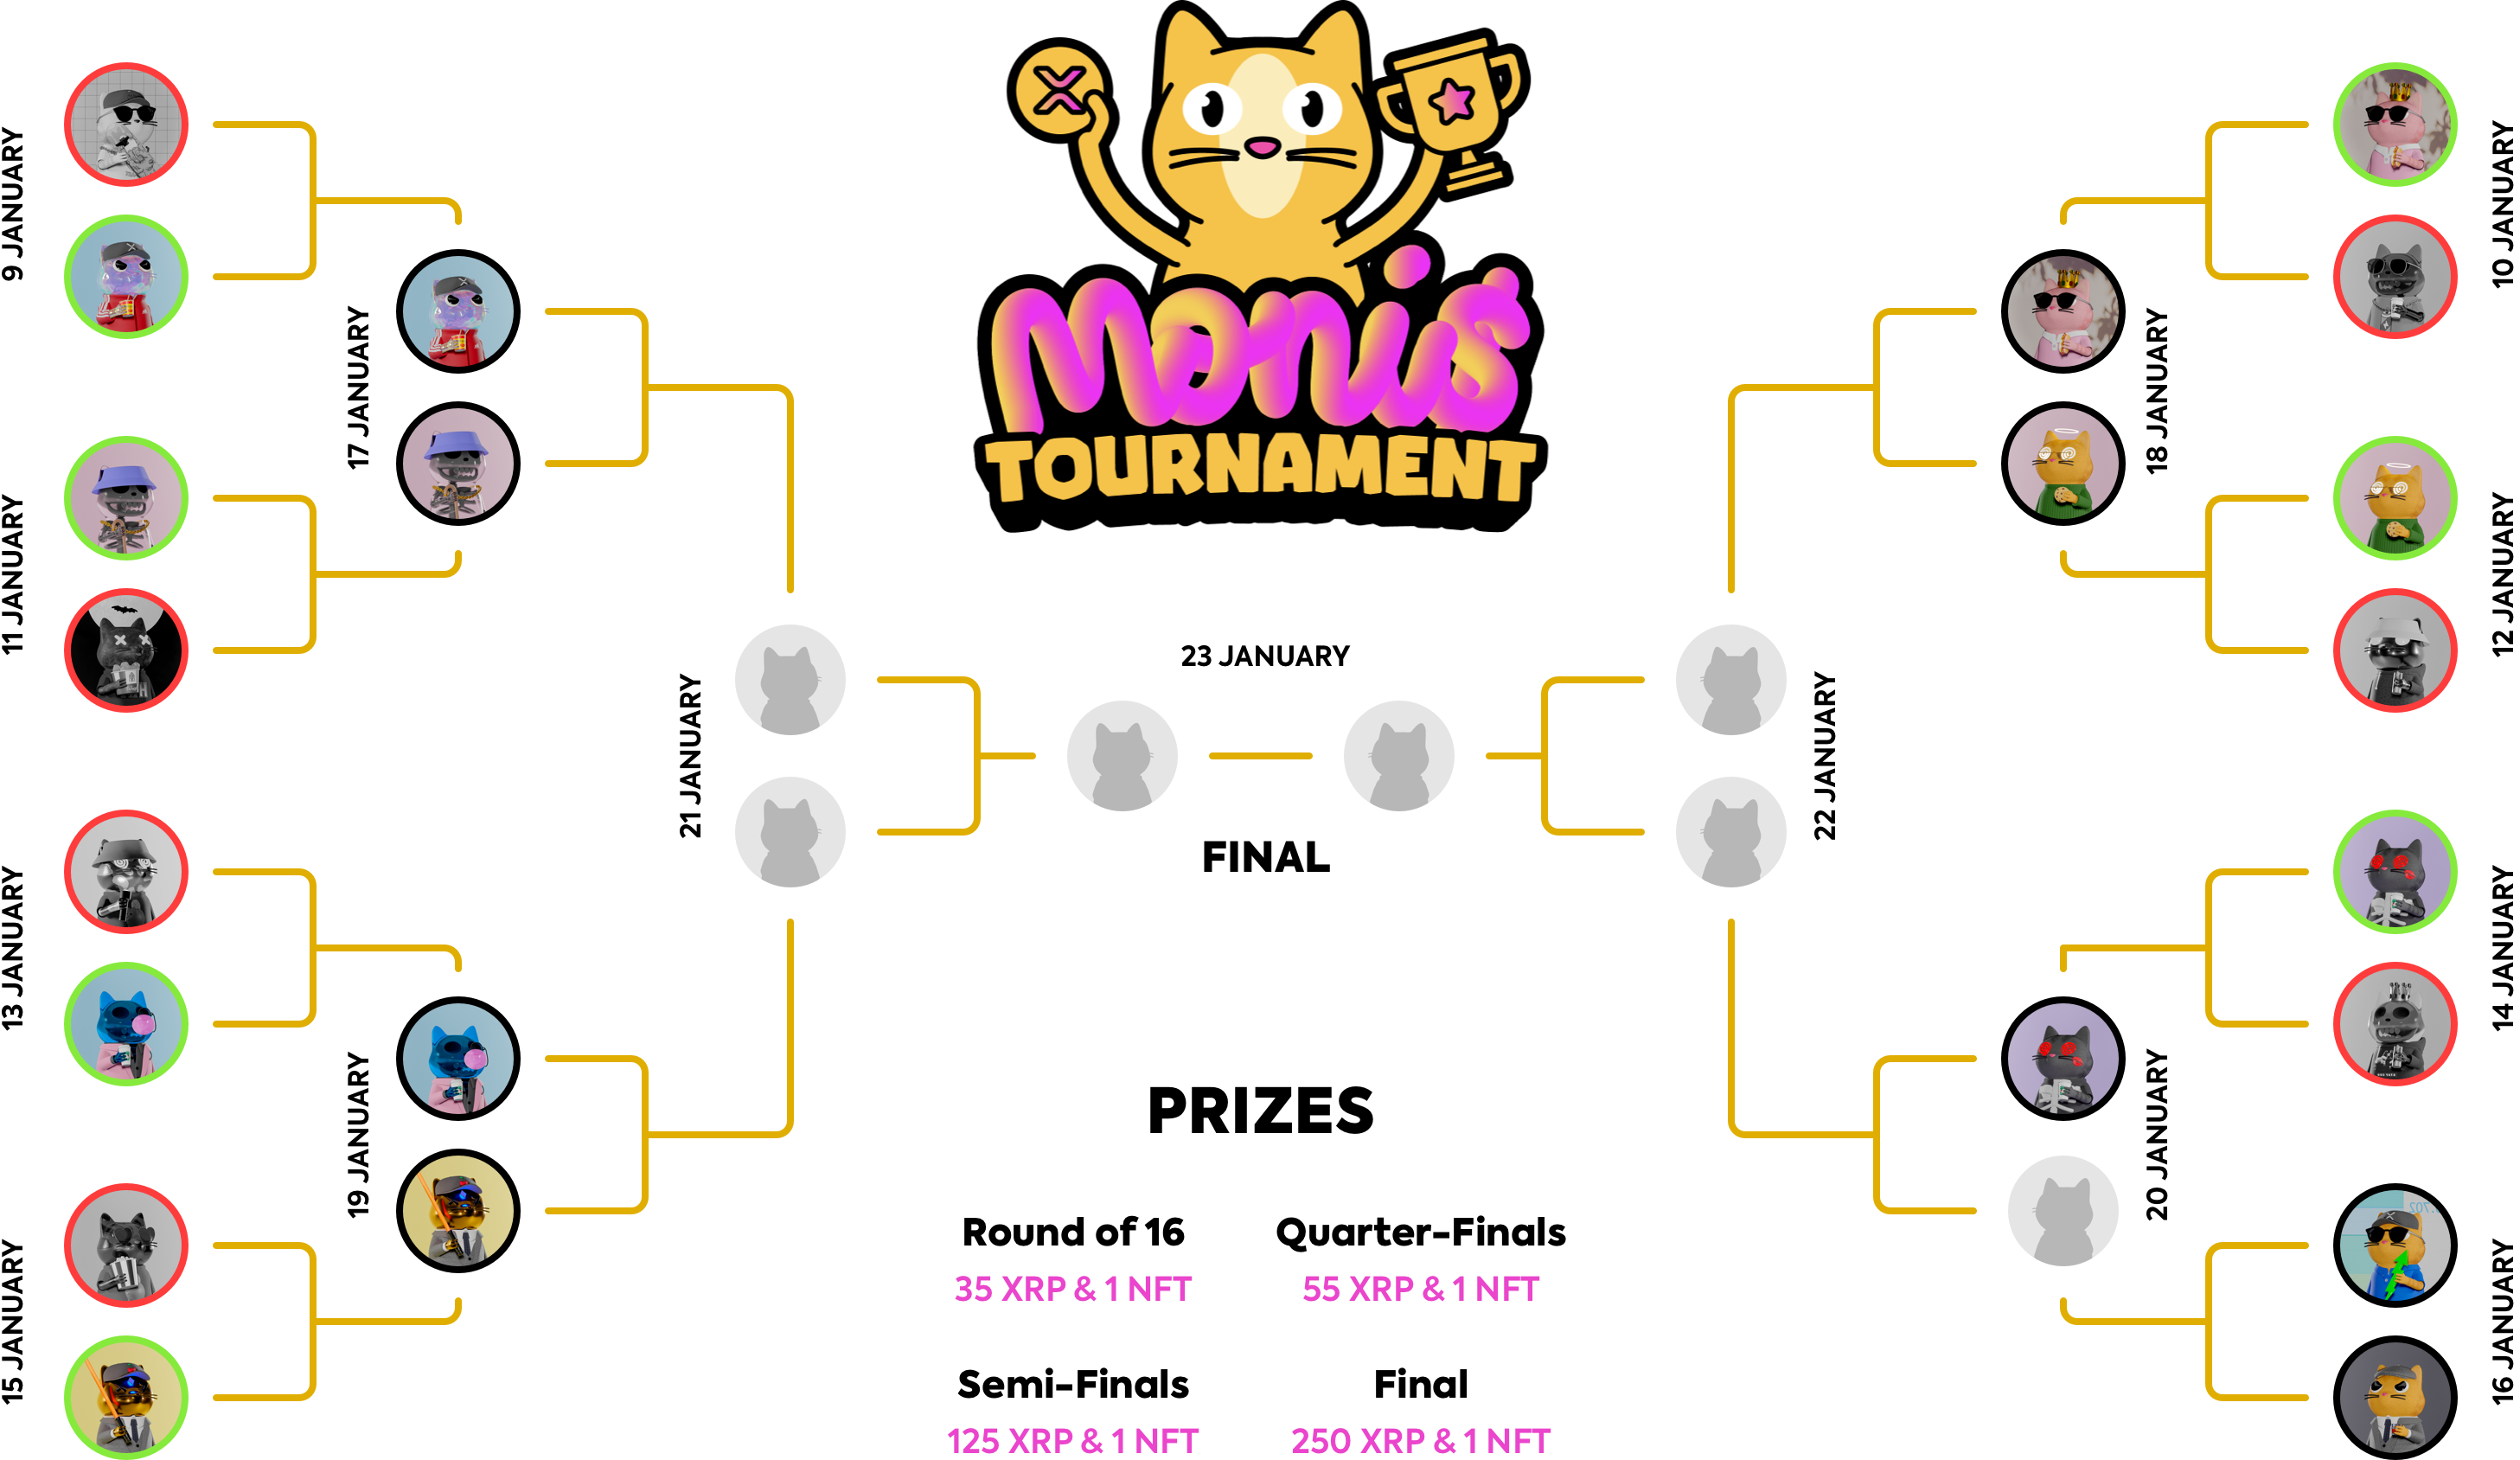 Monis
TOURNAMENT
9 JANUARY
11 JANUARY
13 JANUARY
15 JANUARY
17 JANUARY
19 JANUARY
21 JANUARY
23 JANUARY
FINAL
22 JANUARY
18 JANUARY
20 JANUARY
10 JANUARY
12 JANUARY
14 JANUARY
16 JANUARY
PRIZES
Round of 16
35 XRP & 1 NFT
Quarter-Finals
55 XRP & 1 NFT
Semi-Finals
125 XRP & 1 NFT
Final
250 XRP & 1 NFT